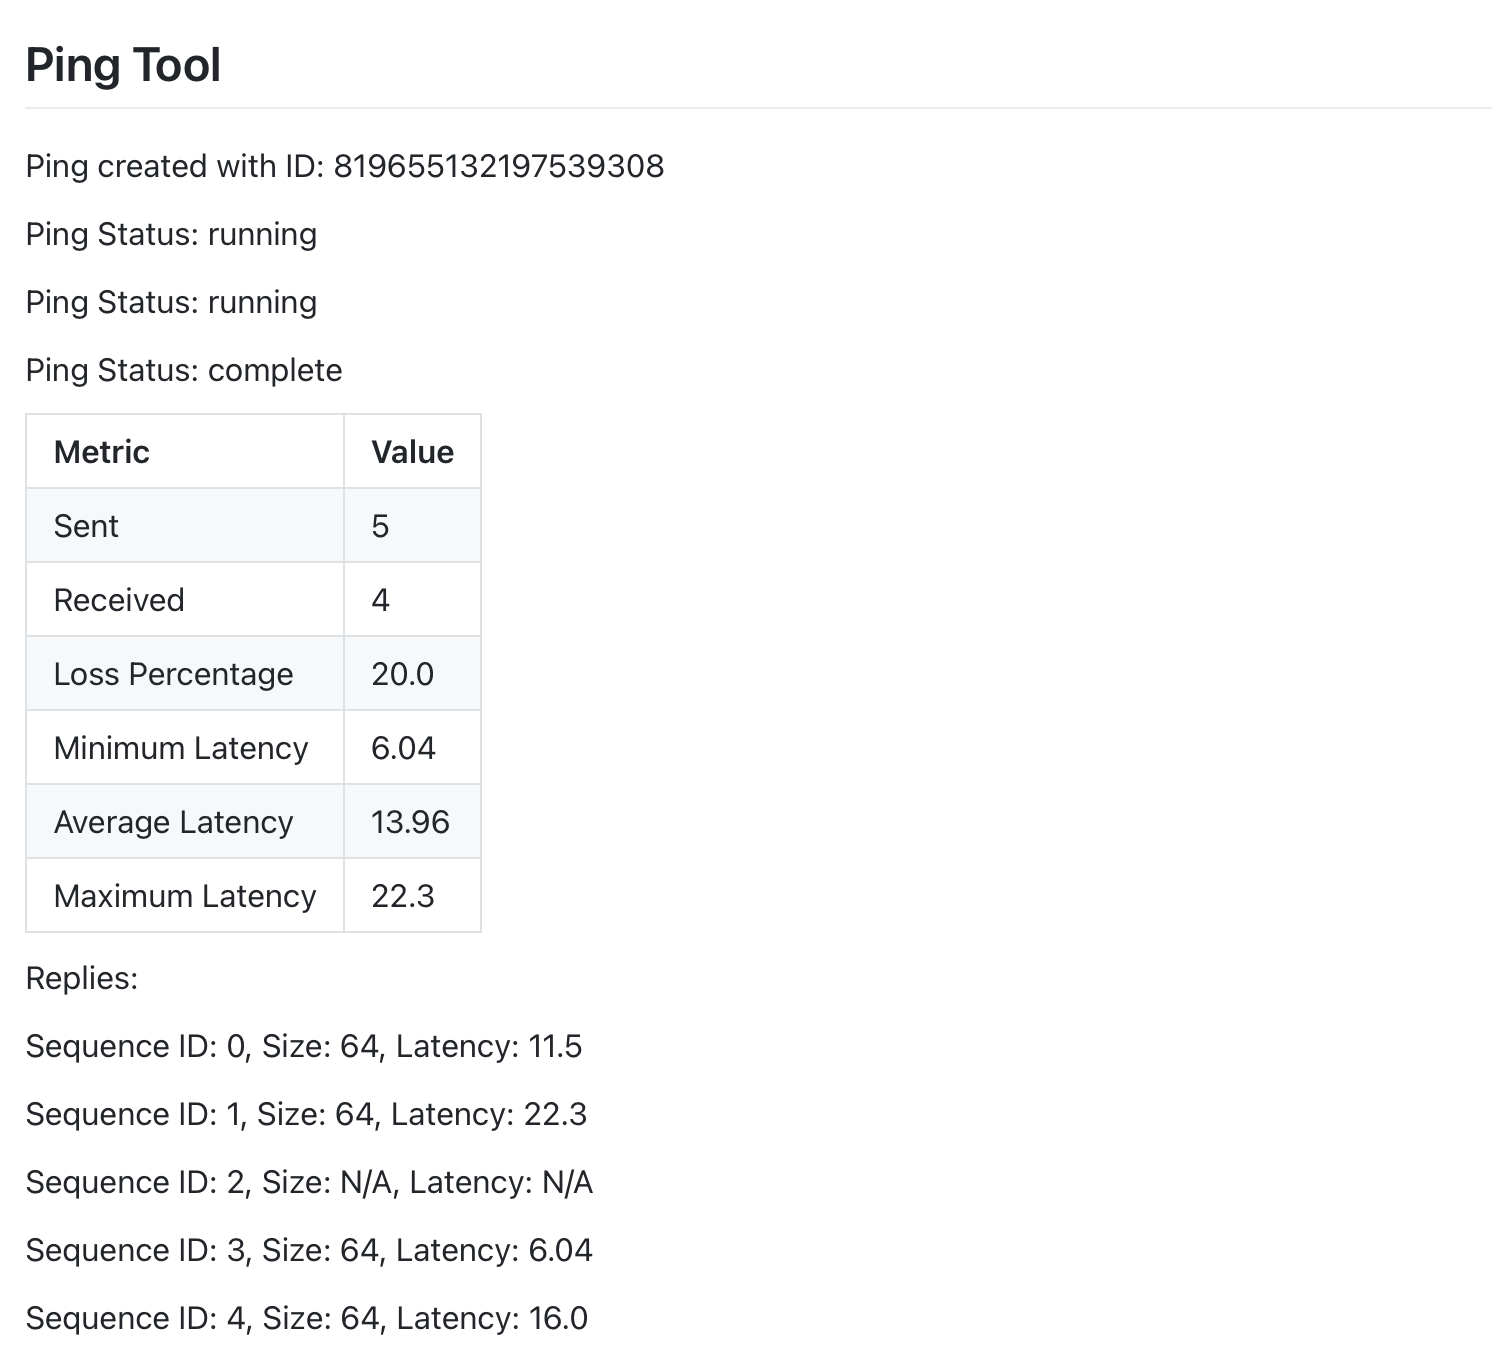 Ping Tool
Ping created with ID: 819655132197539308
Ping Status: running
Ping Status: running
Ping Status: complete
Metric Value
Sent 5
Received 4
Loss Percentage 20.0
Minimum Latency 6.04
Average Latency 13.96
Maximum Latency 22.3
Replies:
Sequence ID: 0, Size: 64, Latency: 11.5
Sequence ID: 1, Size: 64, Latency: 22.3
Sequence ID: 2, Size: N/A, Latency: N/A
Sequence ID: 3, Size: 64, Latency: 6.04
Sequence ID: 4, Size: 64, Latency: 16.0